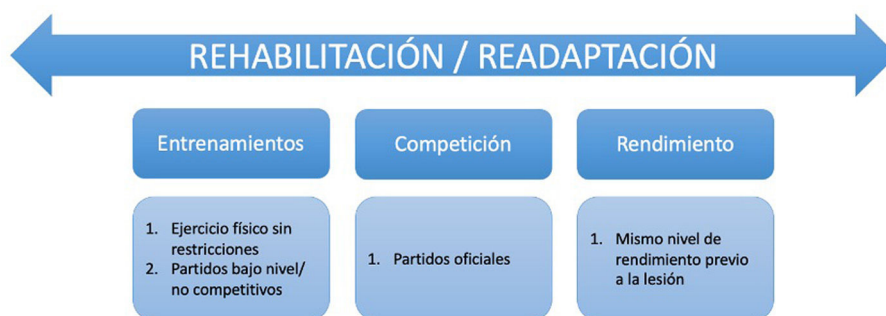 REHABILITACIÓN / READAPTACIÓN
Entrenamientos
1. Ejercicio físico sin
restricciones
2. Partidos bajo nivel/
no competitivos
Competición
1. Partidos oficiales
Rendimiento
1. Mismo nivel de
rendimiento previo
a la lesión